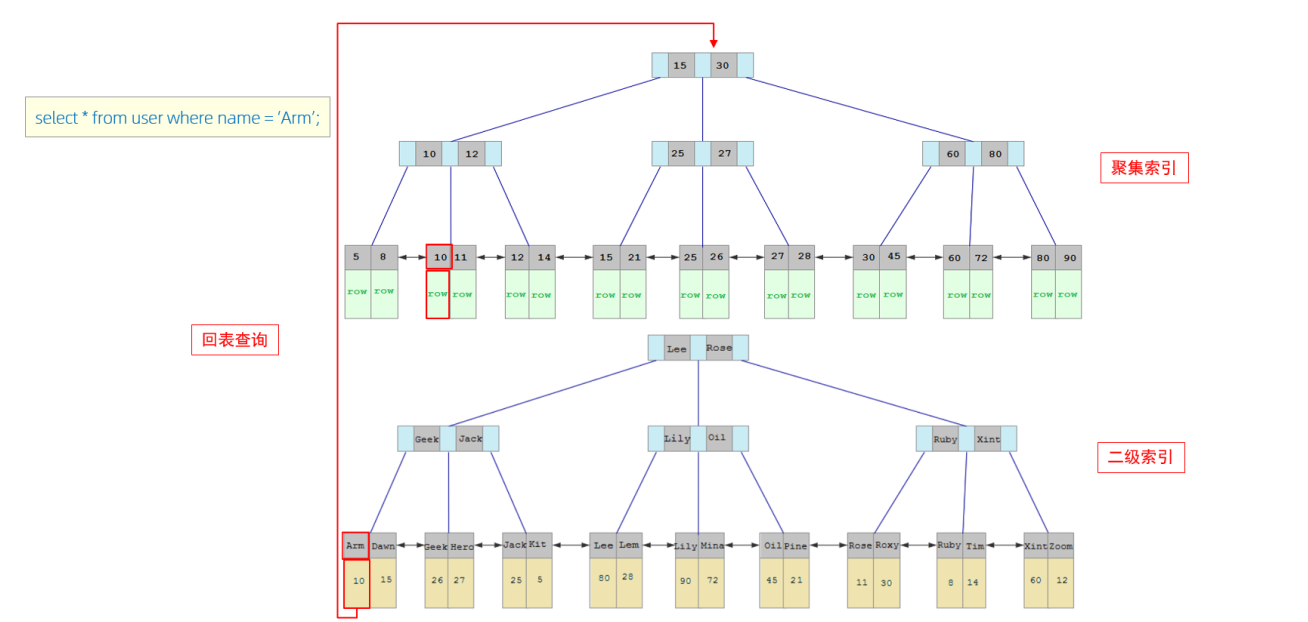 15 30
select * from user where name = 'Arm';
10 12 25 27 60 80
聚集索引
5 8 10 11 12 14 15 21 25 26 27 28 30 45 60 72 80 90
row row row row row row row row row row row row row row row row row row
回表查询
Lee Rose
Geek Jack Lily Oil Ruby Xint
二级索引
Arm Dawn Geek Hero Jack Kit Lee Lem Lily Mina Oil Pine Rose Roxy Ruby Tim Xint Zoom
10 15 26 27 25 5 80 28 90 72 45 21 11 30 8 14 60 12